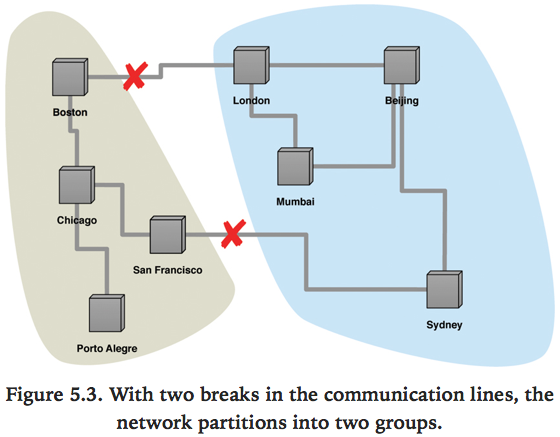 Boston
London
Beijing
Mumbai
Chicago
San Francisco
Sydney
Porto Alegre
Figure 5.3. With two breaks in the communication lines, the
network partitions into two groups.